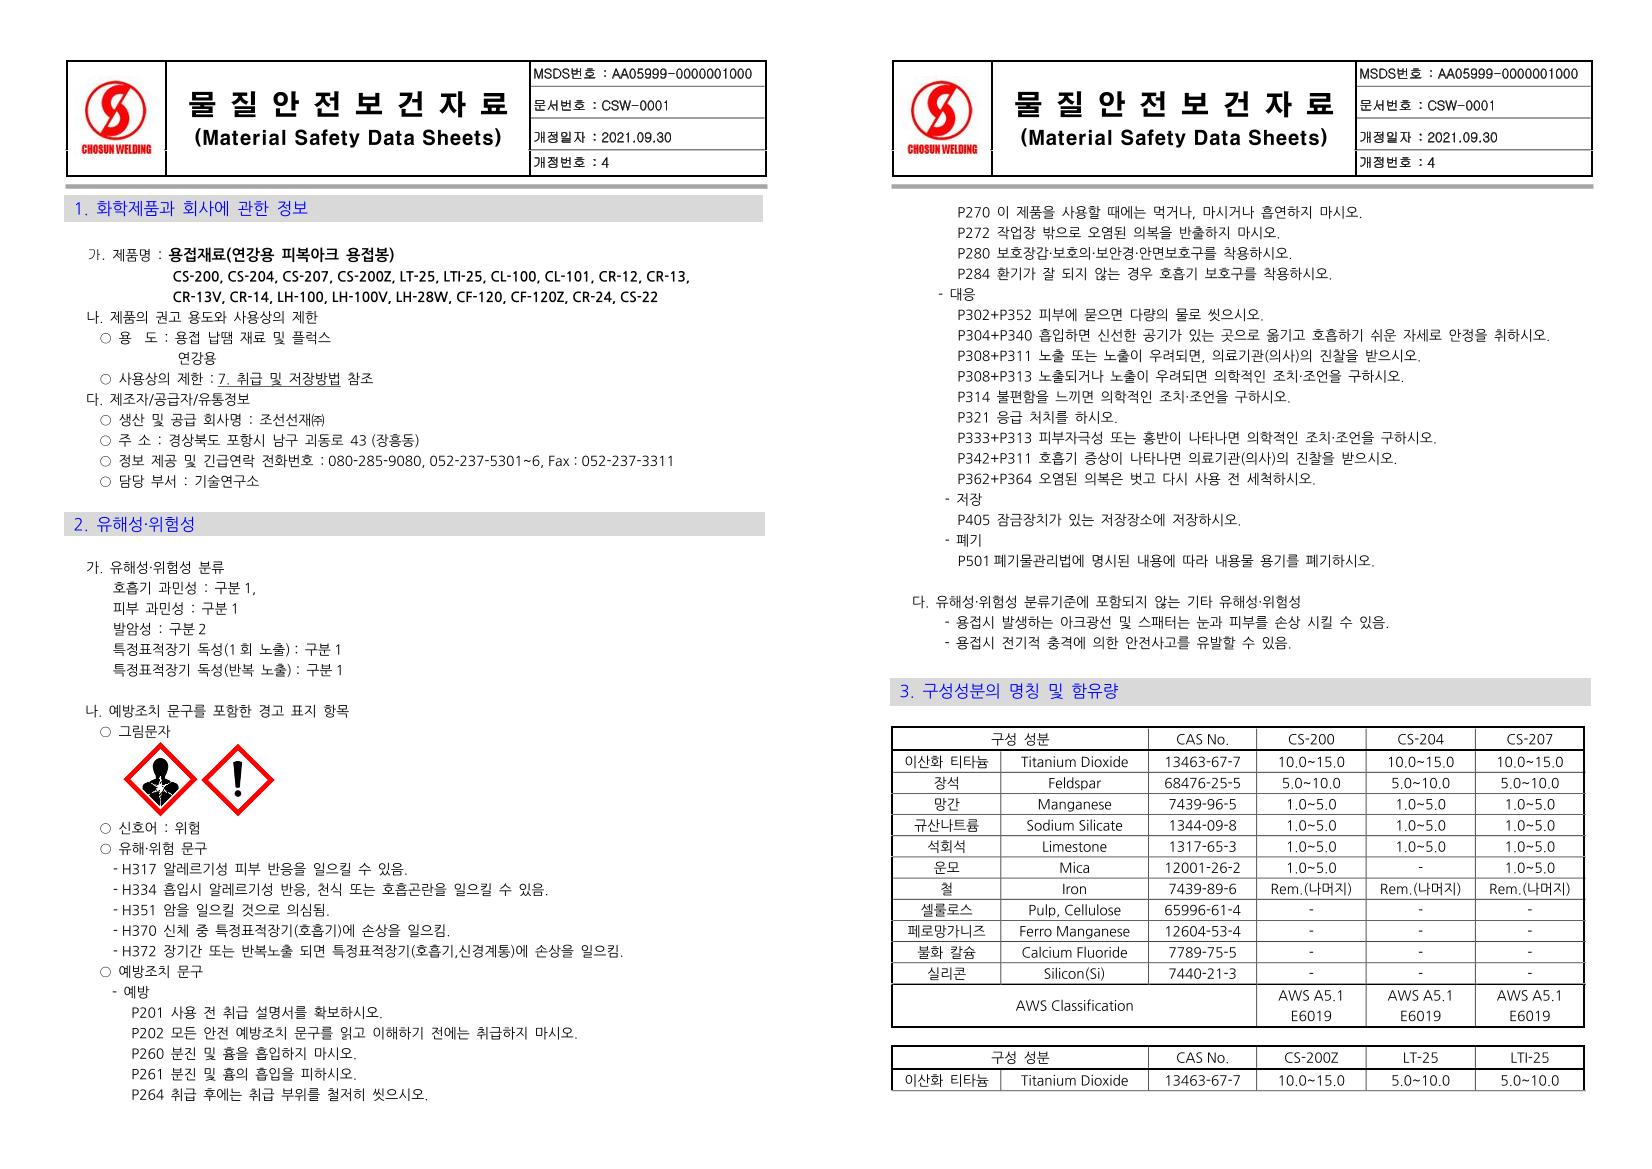 CHOSUN WELDING
물 질 안 전 보 건 자 료
(Material Safety Data Sheets)
MSDS번호 : AA05999-0000001000
문서번호 : CSW-0001
개정일자 : 2021.09.30
개정번호 : 4
1. 화학제품과 회사에 관한 정보
가. 제품명 : 용접재료(연강용 피복아크 용접봉)
CS-200, CS-204, CS-207, CS-200Z, LT-25, LTI-25, CL-100, CL-101, CR-12, CR-13,
CR-13V, CR-14, LH-100, LH-100V, LH-28W, CF-120, CF-120Z, CR-24, CS-22
나. 제품의 권고 용도와 사용상의 제한
○ 용 도 : 용접 납땜 재료 및 플럭스
연강용
○ 사용상의 제한 : 7. 취급 및 저장방법 참조
다. 제조자/공급자/유통정보
○ 생산 및 공급 회사명 : 조선선재㈜
○ 주 소 : 경상북도 포항시 남구 괴동로 43 (장흥동)
○ 정보 제공 및 긴급연락 전화번호 : 080-285-9080, 052-237-5301~6, Fax : 052-237-3311
○ 담당 부서 : 기술연구소
2. 유해성·위험성
가. 유해성·위험성 분류
호흡기 과민성 : 구분 1,
피부 과민성 : 구분 1
발암성 : 구분 2
특정표적장기 독성(1 회 노출) : 구분 1
특정표적장기 독성(반복 노출) : 구분 1
나. 예방조치 문구를 포함한 경고 표지 항목
○ 그림문자
○ 신호어 : 위험
○ 유해·위험 문구
- H317 알레르기성 피부 반응을 일으킬 수 있음.
- H334 흡입시 알레르기성 반응, 천식 또는 호흡곤란을 일으킬 수 있음.
- H351 암을 일으킬 것으로 의심됨.
- H370 신체 중 특정표적장기(호흡기)에 손상을 일으킴.
- H372 장기간 또는 반복노출 되면 특정표적장기(호흡기,신경계통)에 손상을 일으킴.
○ 예방조치 문구
- 예방
P201 사용 전 취급 설명서를 확보하시오.
P202 모든 안전 예방조치 문구를 읽고 이해하기 전에는 취급하지 마시오.
P260 분진 및 흄을 흡입하지 마시오.
P261 분진 및 흄의 흡입을 피하시오.
P264 취급 후에는 취급 부위를 철저히 씻으시오.
CHOSUN WELDING
물 질 안 전 보 건 자 료
(Material Safety Data Sheets)
MSDS번호 : AA05999-0000001000
문서번호 : CSW-0001
개정일자 : 2021.09.30
개정번호 : 4
P270 이 제품을 사용할 때에는 먹거나, 마시거나 흡연하지 마시오.
P272 작업장 밖으로 오염된 의복을 반출하지 마시오.
P280 보호장갑·보호의·보안경·안면보호구를 착용하시오.
P284 환기가 잘 되지 않는 경우 호흡기 보호구를 착용하시오.
- 대응
P302+P352 피부에 묻으면 다량의 물로 씻으시오.
P304+P340 흡입하면 신선한 공기가 있는 곳으로 옮기고 호흡하기 쉬운 자세로 안정을 취하시오.
P308+P311 노출 또는 노출이 우려되면, 의료기관(의사)의 진찰을 받으시오.
P308+P313 노출되거나 노출이 우려되면 의학적인 조치·조언을 구하시오.
P314 불편함을 느끼면 의학적인 조치·조언을 구하시오.
P321 응급 처치를 하시오.
P333+P313 피부자극성 또는 홍반이 나타나면 의학적인 조치·조언을 구하시오.
P342+P311 호흡기 증상이 나타나면 의료기관(의사)의 진찰을 받으시오.
P362+P364 오염된 의복은 벗고 다시 사용 전 세척하시오.
- 저장
P405 잠금장치가 있는 저장장소에 저장하시오.
- 폐기
P501 폐기물관리법에 명시된 내용에 따라 내용물 용기를 폐기하시오.
다. 유해성·위험성 분류기준에 포함되지 않는 기타 유해성·위험성
- 용접시 발생하는 아크광선 및 스패터는 눈과 피부를 손상 시킬 수 있음.
- 용접시 전기적 충격에 의한 안전사고를 유발할 수 있음.
3. 구성성분의 명칭 및 함유량
구성 성분 CAS No. CS-200 CS-204 CS-207
이산화 티타늄 Titanium Dioxide 13463-67-7 10.0~15.0 10.0~15.0 10.0~15.0
장석 Feldspar 68476-25-5 5.0~10.0 5.0~10.0 5.0~10.0
망간 Manganese 7439-96-5 1.0~5.0 1.0~5.0 1.0~5.0
규산나트륨 Sodium Silicate 1344-09-8 1.0~5.0 1.0~5.0 1.0~5.0
석회석 Limestone 1317-65-3 1.0~5.0 1.0~5.0 1.0~5.0
운모 Mica 12001-26-2 1.0~5.0 - 1.0~5.0
철 Iron 7439-89-6 Rem.(나머지) Rem.(나머지) Rem.(나머지)
셀룰로스 Pulp, Cellulose 65996-61-4 - - -
페로망가니즈 Ferro Manganese 12604-53-4 - - -
불화 칼슘 Calcium Fluoride 7789-75-5 - - -
실리콘 Silicon(Si) 7440-21-3 - - -
AWS Classification AWS A5.1 AWS A5.1 AWS A5.1
E6019 E6019 E6019
구성 성분 CAS No. CS-200Z LT-25 LTI-25
이산화 티타늄 Titanium Dioxide 13463-67-7 10.0~15.0 5.0~10.0 5.0~10.0